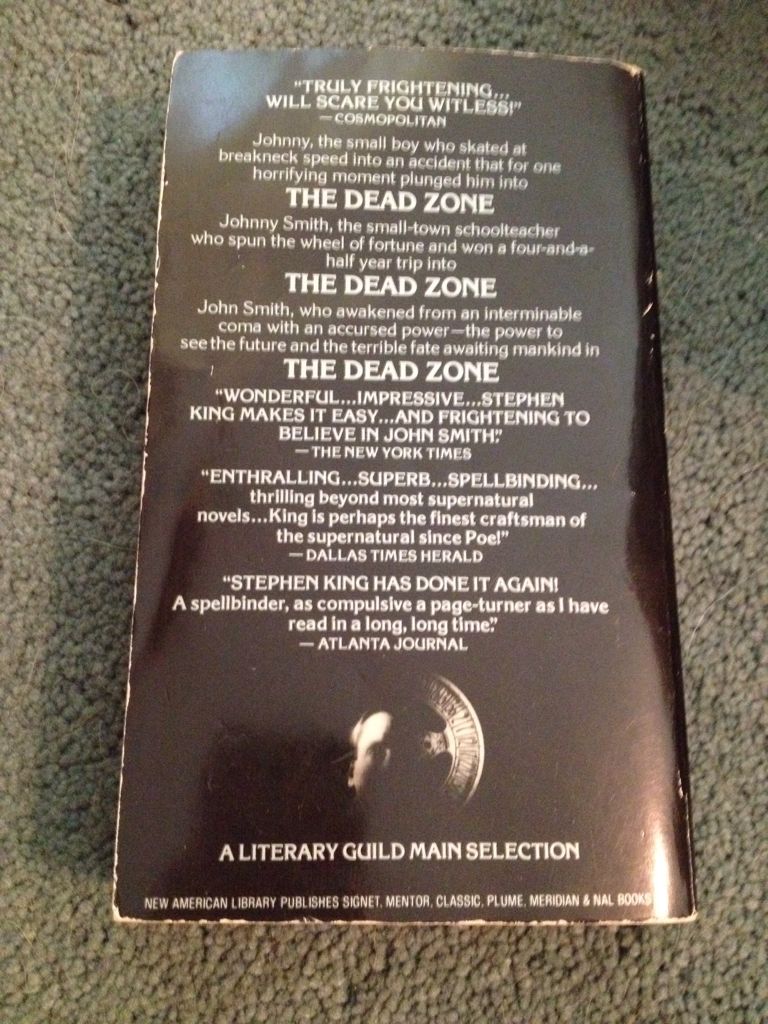 "TRULY FRIGHTENING...
WILL SCARE YOU WITLESS!"
—COSMOPOLITAN
Johnny, the small boy who skated at
breakneck speed into an accident that for one
horrifying moment plunged him into
THE DEAD ZONE
Johnny Smith, the small-town schoolteacher
who spun the wheel of fortune and won a four-and-a-
half year trip into
THE DEAD ZONE
John Smith, who awakened from an interminable
coma with an accursed power—the power to
see the future and the terrible fate awaiting mankind in
THE DEAD ZONE
"WONDERFUL...IMPRESSIVE...STEPHEN
KING MAKES IT EASY...AND FRIGHTENING TO
BELIEVE IN JOHN SMITH."
—THE NEW YORK TIMES
"ENTHRALLING...SUPERB...SPELLBINDING...
thrilling beyond most supernatural
novels...King is perhaps the finest craftsman of
the supernatural since Poe!"
—DALLAS TIMES HERALD
"STEPHEN KING HAS DONE IT AGAIN!
A spellbinder, as compulsive a page-turner as I have
read in a long, long time."
—ATLANTA JOURNAL
A LITERARY GUILD MAIN SELECTION
NEW AMERICAN LIBRARY PUBLISHES SIGNET, MENTOR, CLASSIC, PLUME, MERIDIAN & NAL BOOKS